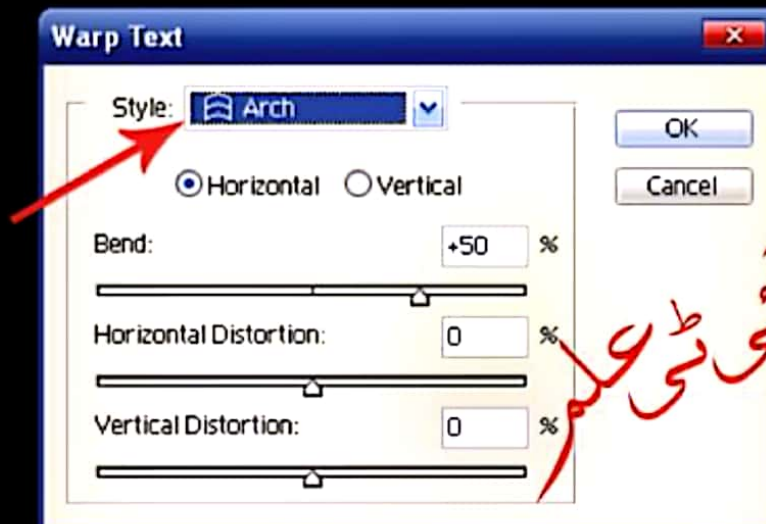 Warp Text
Style: Arch
OK
Horizontal Vertical
Cancel
Bend: +50 %
Horizontal Distortion: 0 %
Vertical Distortion: 0 %
ٹی علم